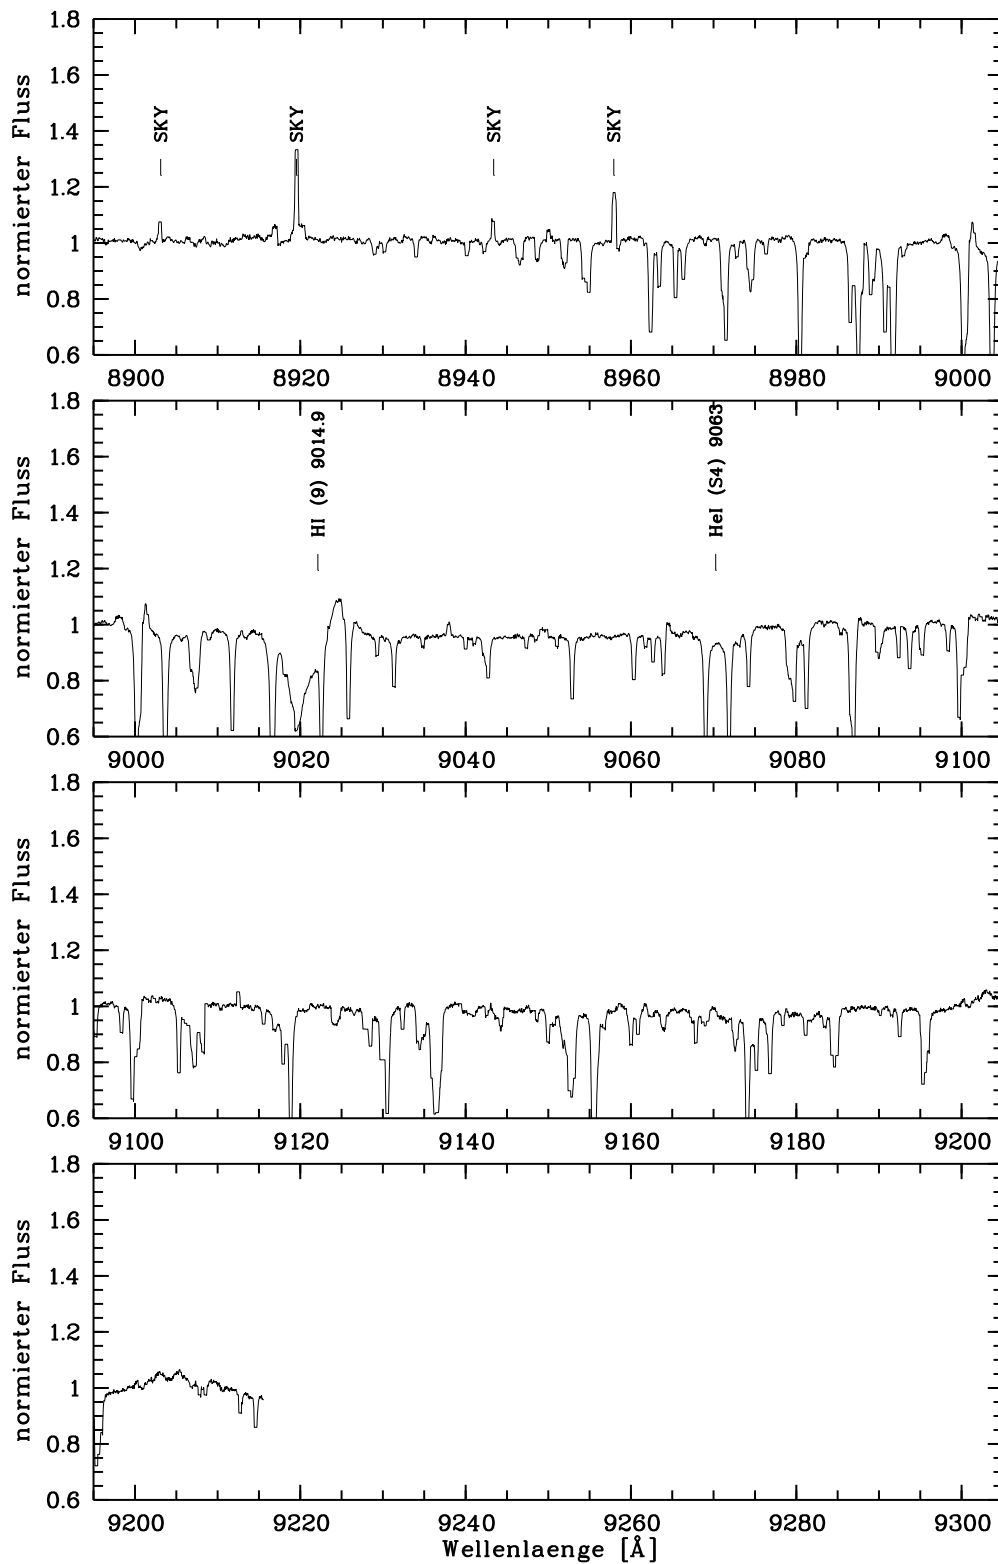 1.8
1.6
1.4
1.2
1
0.8
0.6
normierter Fluss
SKY
SKY
SKY
SKY
8900 8920 8940 8960 8980 9000
1.8
1.6
1.4
1.2
1
0.8
0.6
normierter Fluss
HI (9) 9014.9
HeI (S4) 9063
9000 9020 9040 9060 9080 9100
1.8
1.6
1.4
1.2
1
0.8
0.6
normierter Fluss
9100 9120 9140 9160 9180 9200
1.8
1.6
1.4
1.2
1
0.8
0.6
normierter Fluss
9200 9220 9240 9260 9280 9300
Wellenlaenge [Å]